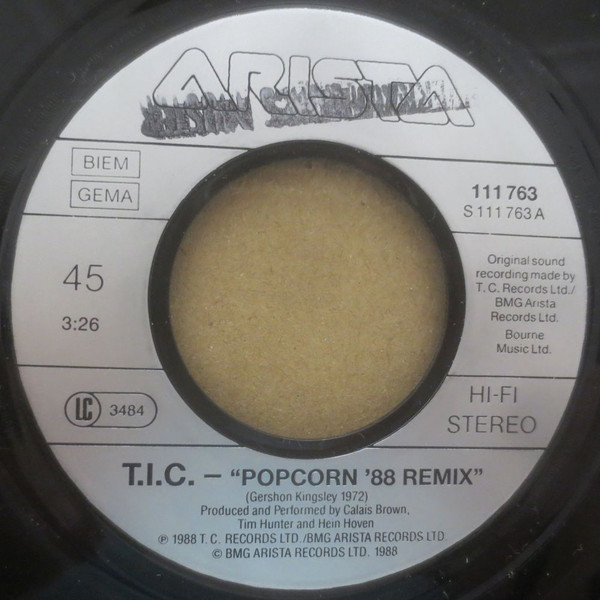 ARISTA
BIEM
GEMA
111 763
S 111 763 A
45
3:26
Original sound
recording made by
T. C. Records Ltd./
BMG Arista
Records Ltd.
Bourne
Music Ltd.
LC 3484
HI-FI
STEREO
T.I.C. – “POPCORN ’88 REMIX”
(Gershon Kingsley 1972)
Produced and Performed by Calais Brown,
Tim Hunter and Hein Hoven
℗ 1988 T. C. RECORDS LTD. /BMG ARISTA RECORDS LTD.
© BMG ARISTA RECORDS LTD. 1988